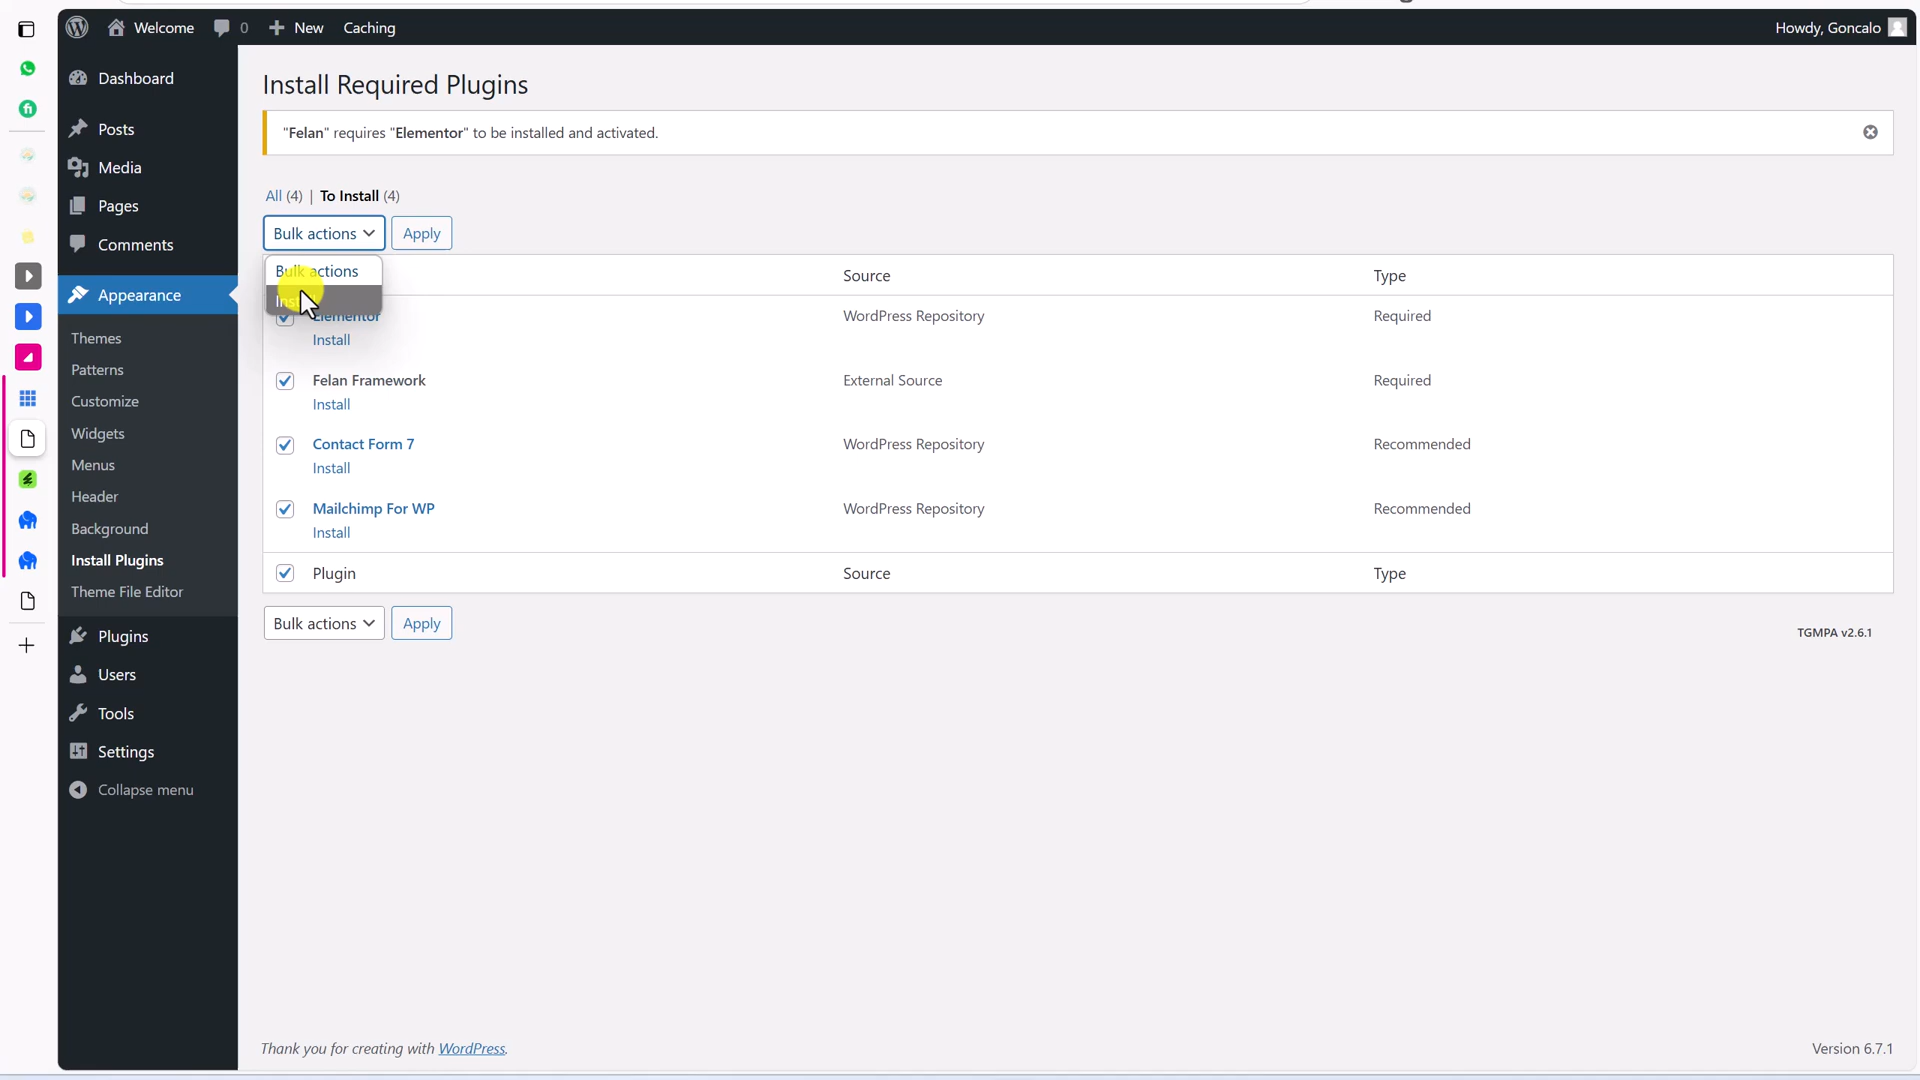 Welcome
0
New
Caching
Howdy, Goncalo
Dashboard
Posts
Media
Pages
Comments
Appearance
Themes
Patterns
Customize
Widgets
Menus
Header
Background
Install Plugins
Theme File Editor
Plugins
Users
Tools
Settings
Collapse menu
Install Required Plugins
"Felan" requires "Elementor" to be installed and activated.
All (4) | To Install (4)
Bulk actions Apply
Bulk actions
Install
Source Type
Elementor WordPress Repository Required
Install
Felan Framework External Source Required
Install
Contact Form 7 WordPress Repository Recommended
Install
Mailchimp For WP WordPress Repository Recommended
Install
Plugin Source Type
Bulk actions Apply
TGMPA v2.6.1
Thank you for creating with WordPress.
Version 6.7.1